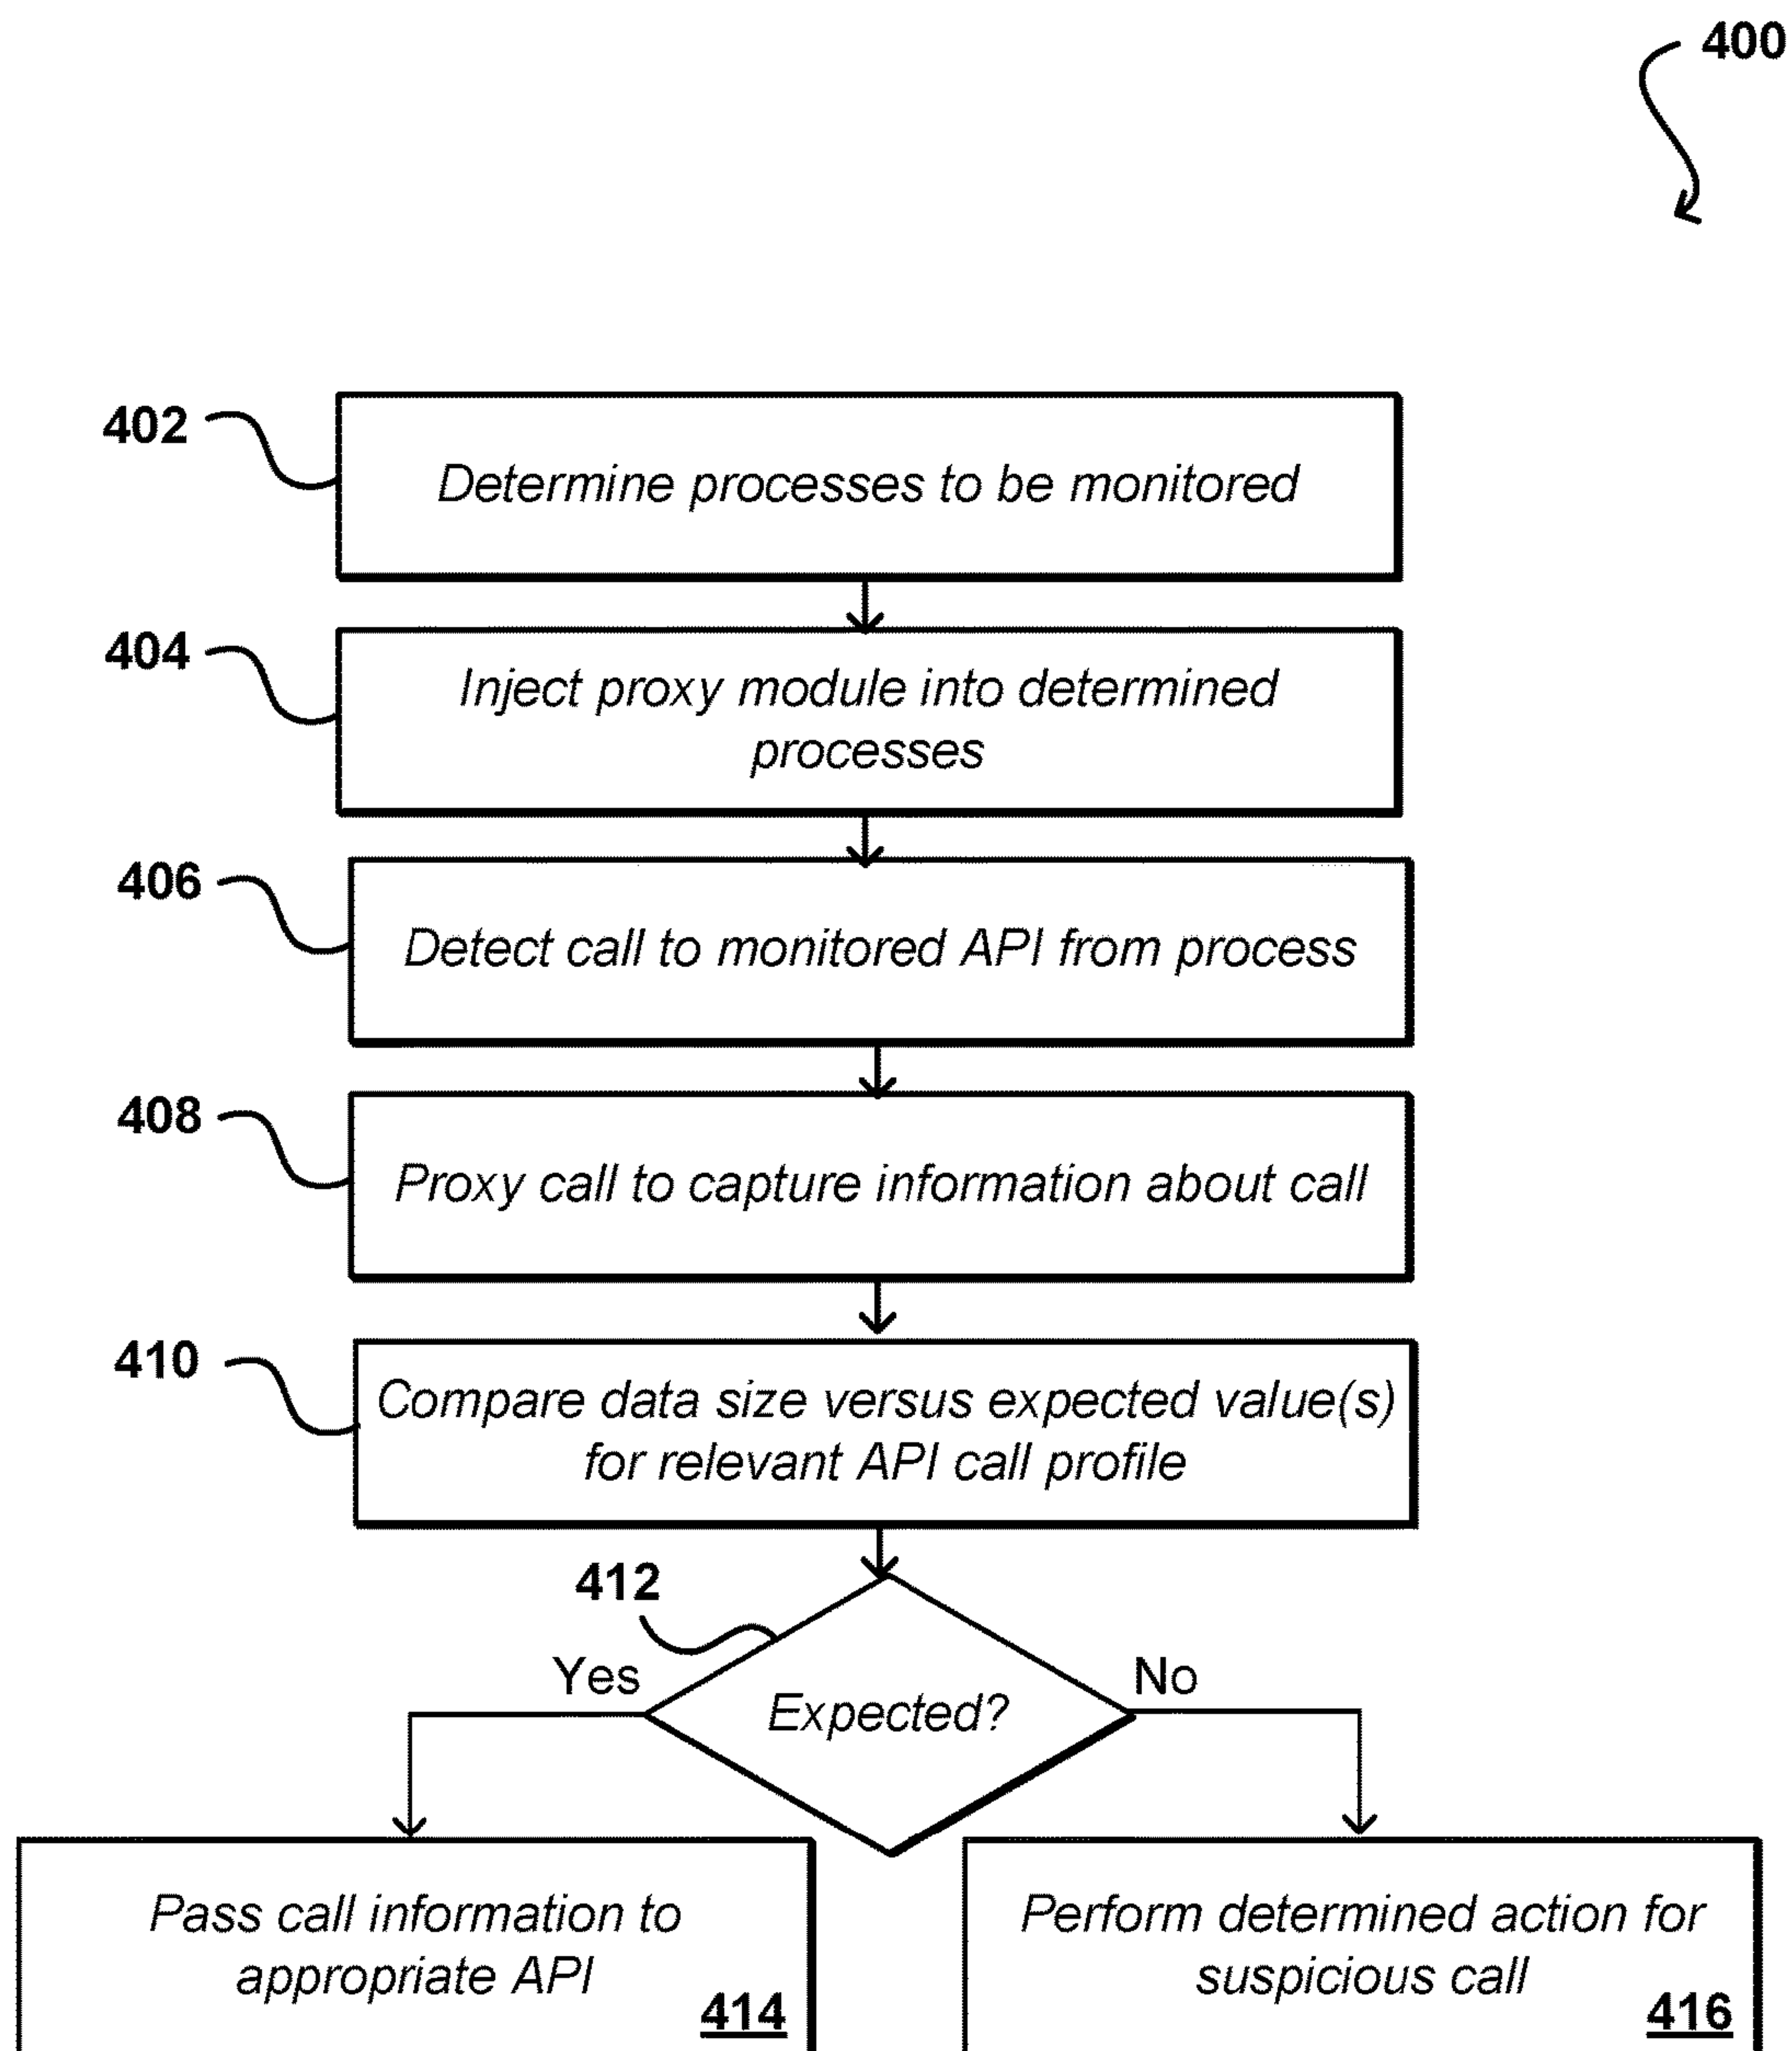 400
402
Determine processes to be monitored
404
Inject proxy module into determined
processes
406
Detect call to monitored API from process
408
Proxy call to capture information about call
410
Compare data size versus expected value(s)
for relevant API call profile
412
Yes
No
Expected?
Pass call information to
appropriate API
414
Perform determined action for
suspicious call
416